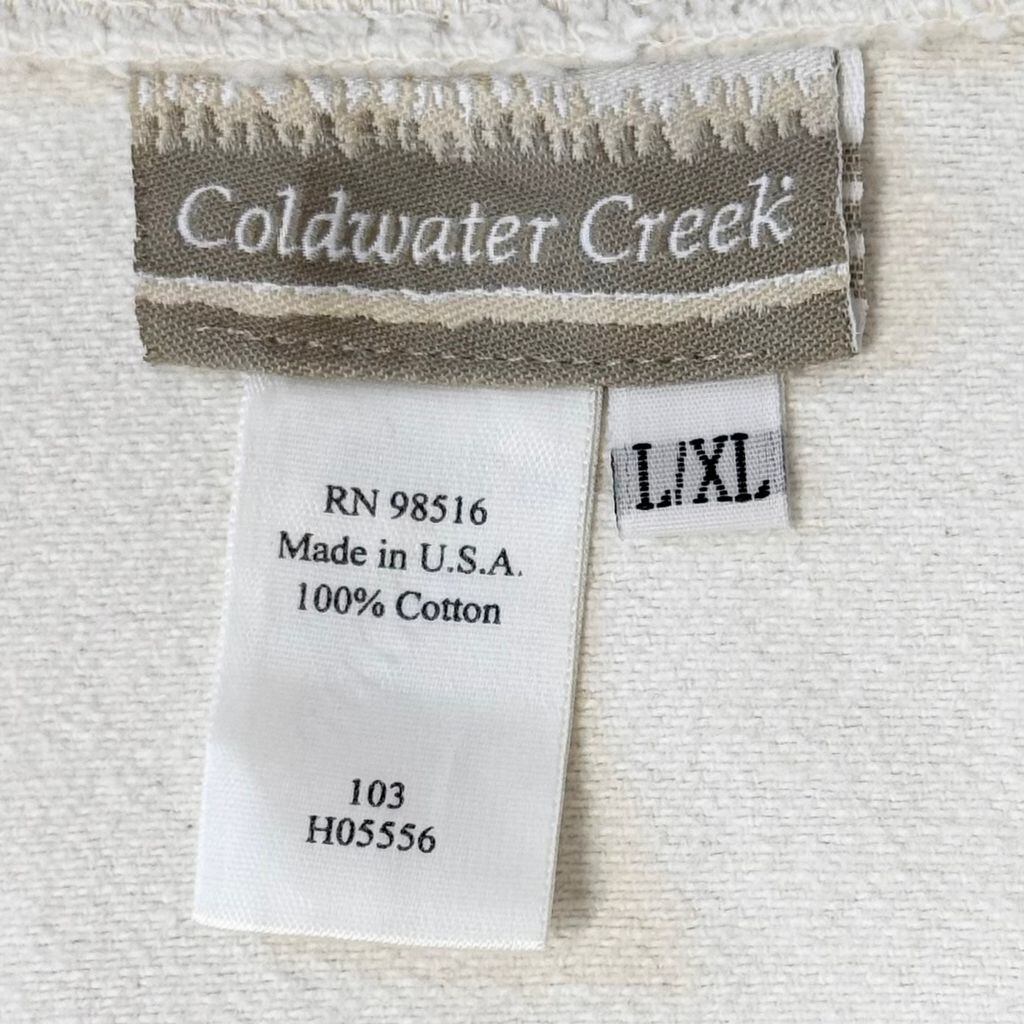 Coldwater Creek
L/XL
RN 98516
Made in U.S.A.
100% Cotton
103
H05556